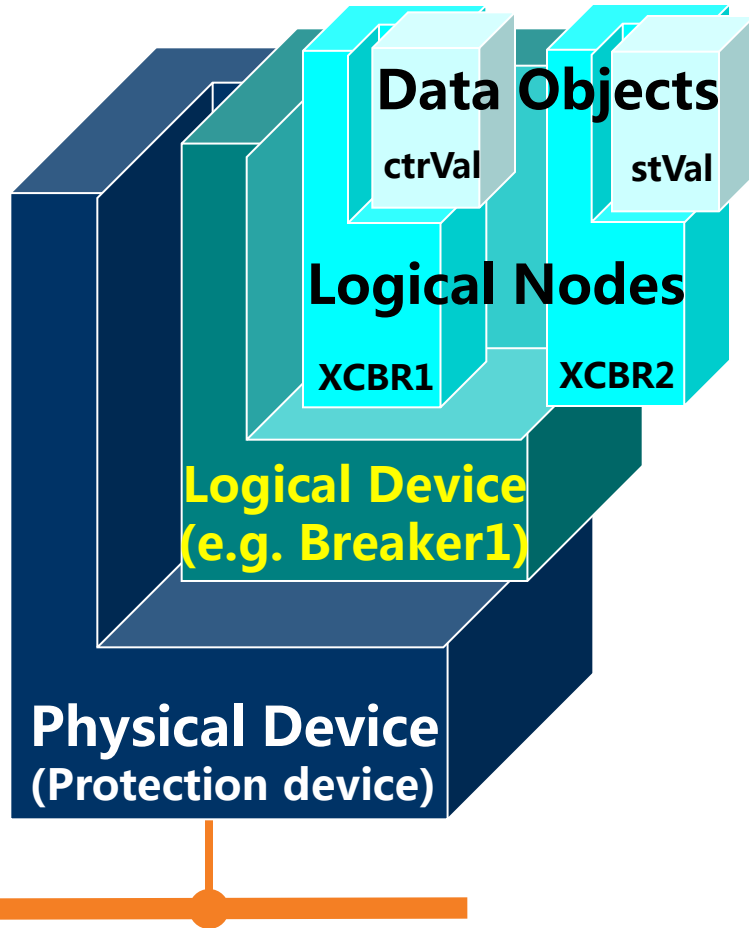 Data Objects
ctrVal
stVal
Logical Nodes
XCBR1
XCBR2
Logical Device
(e.g. Breaker1)
Physical Device
(Protection device)